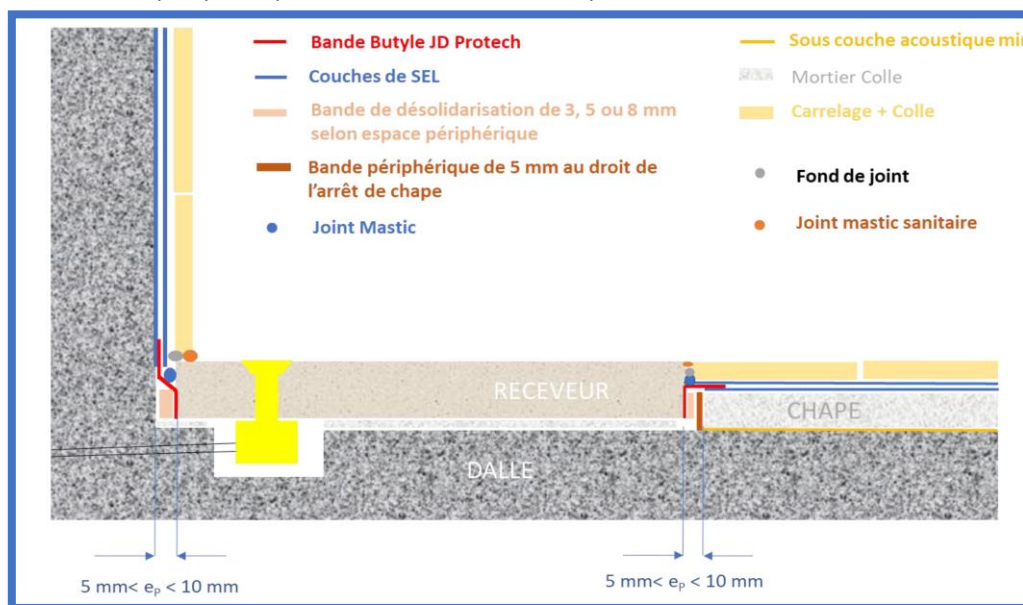 Bande Butyle JD Protech
Couches de SEL
Bande de désolidarisation de 3, 5 ou 8 mm
selon espace périphérique
Bande périphérique de 5 mm au droit de
l'arrêt de chape
Joint Mastic
Sous couche acoustique
Mortier Colle
Carrelage + Colle
Fond de joint
Joint mastic sanitaire
RECEVEUR
CHAPE
DALLE
5 mm< eₚ < 10 mm
5 mm< eₚ < 10 mm